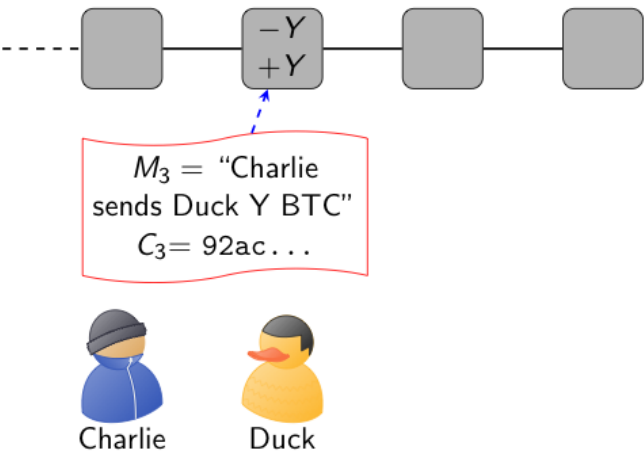 −Y
+Y
M₃ = “Charlie
sends Duck Y BTC”
C₃= 92ac...
Charlie
Duck